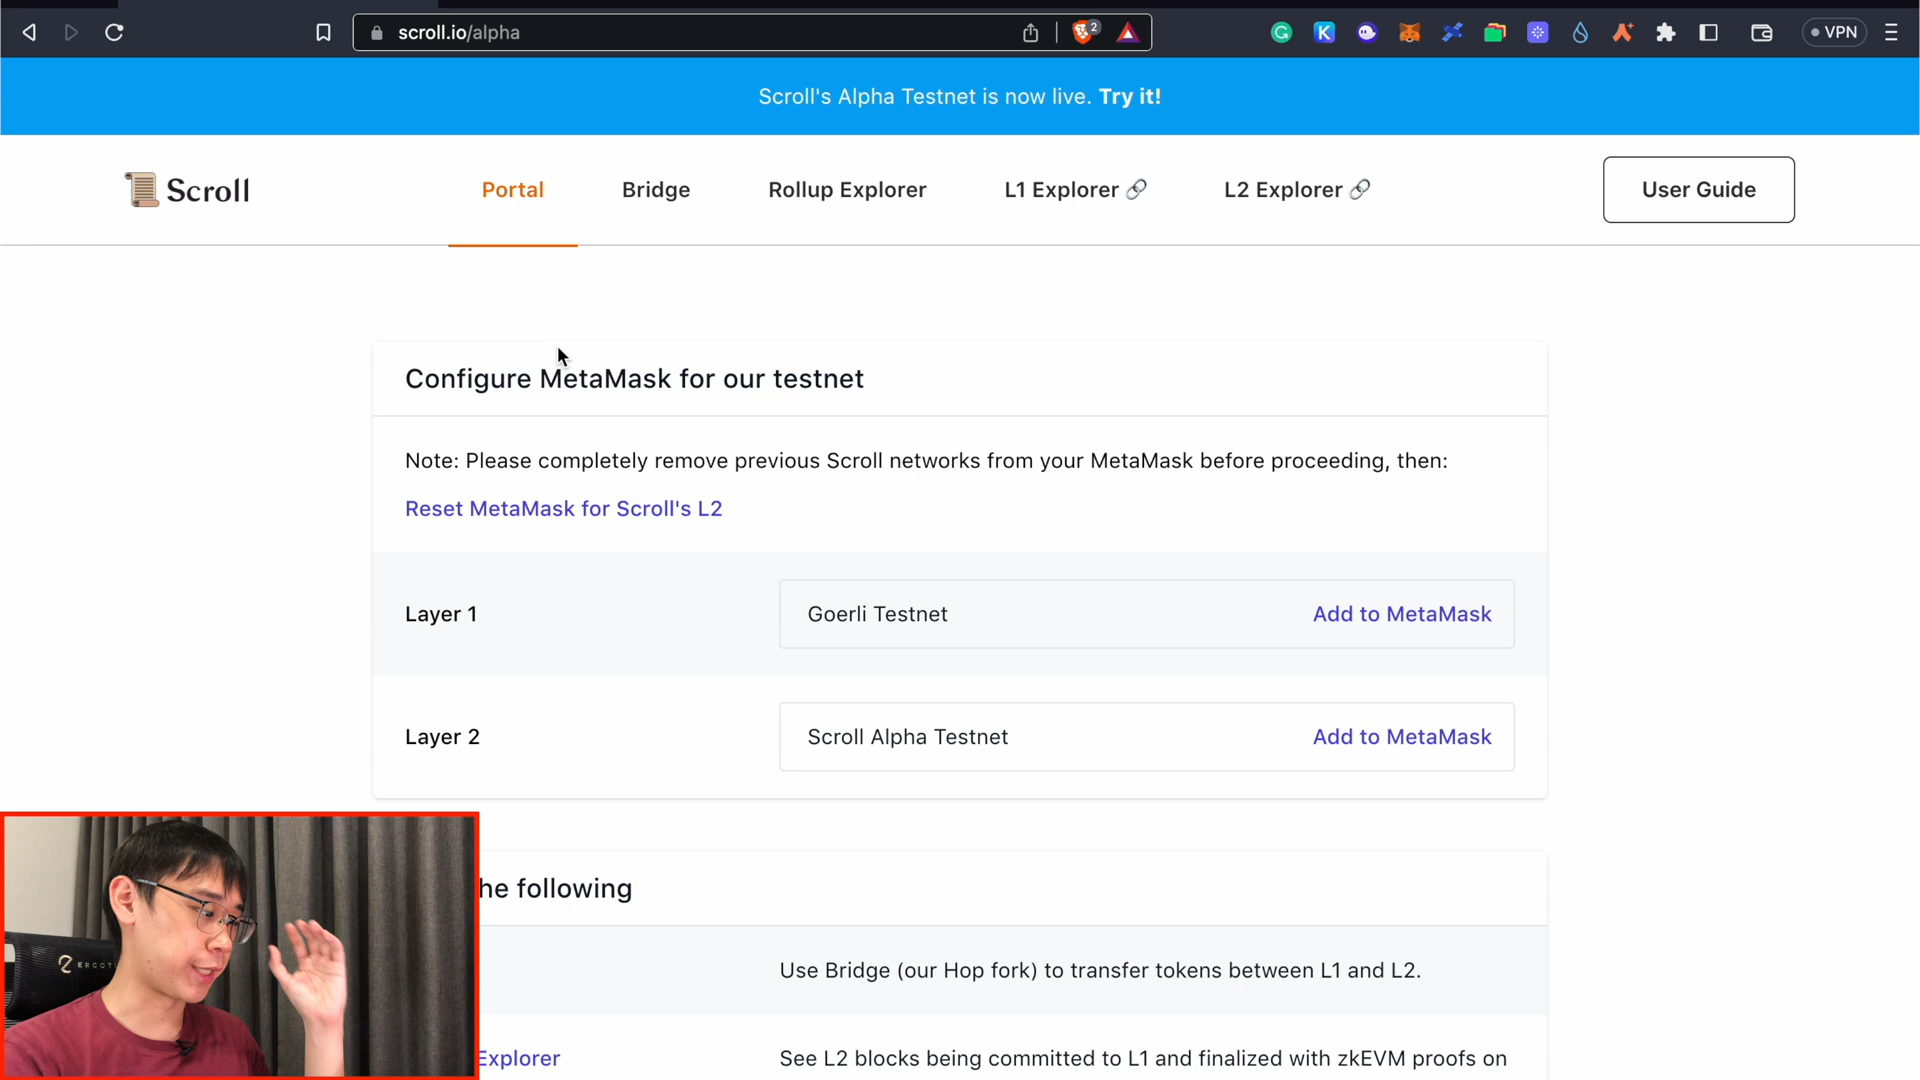 scroll.io/alpha
2
VPN
Scroll's Alpha Testnet is now live. Try it!
Scroll
Portal
Bridge
Rollup Explorer
L1 Explorer
L2 Explorer
User Guide
Configure MetaMask for our testnet
Note: Please completely remove previous Scroll networks from your MetaMask before proceeding, then:
Reset MetaMask for Scroll's L2
Layer 1
Goerli Testnet
Add to MetaMask
Layer 2
Scroll Alpha Testnet
Add to MetaMask
he following
Use Bridge (our Hop fork) to transfer tokens between L1 and L2.
Explorer
See L2 blocks being committed to L1 and finalized with zkEVM proofs on